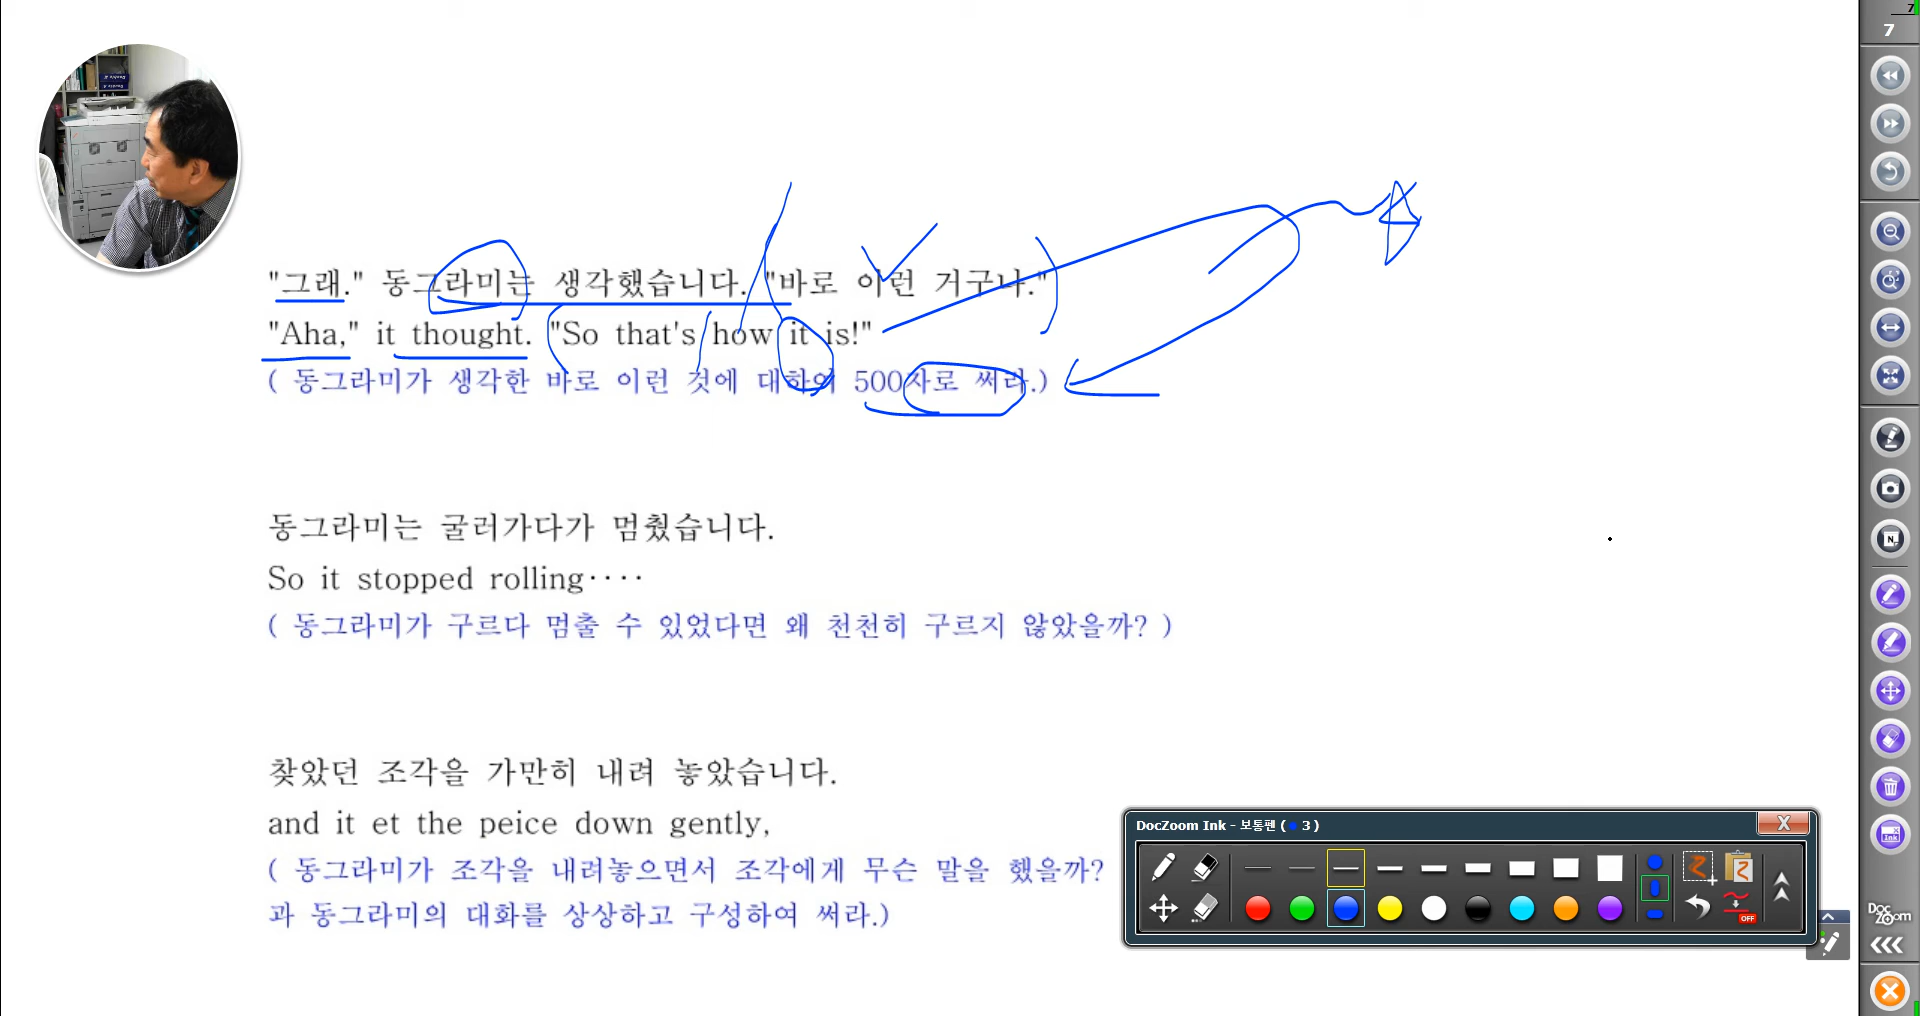 7
7
"그래." 동그라미는 생각했습니다. "바로 이런 거구나."
"Aha," it thought. "So that's how it is!"
( 동그라미가 생각한 바로 이런 것에 대하여 500자로 써라.)
동그라미는 굴러가다가 멈췄습니다.
So it stopped rolling····
( 동그라미가 구르다 멈출 수 있었다면 왜 천천히 구르지 않았을까? )
찾았던 조각을 가만히 내려 놓았습니다.
and it et the peice down gently,
( 동그라미가 조각을 내려놓으면서 조각에게 무슨 말을 했을까?
과 동그라미의 대화를 상상하고 구성하여 써라.)
DocZoom Ink - 보통펜 ( 3 )
X
OFF
N
Ink
Doc
Zoom